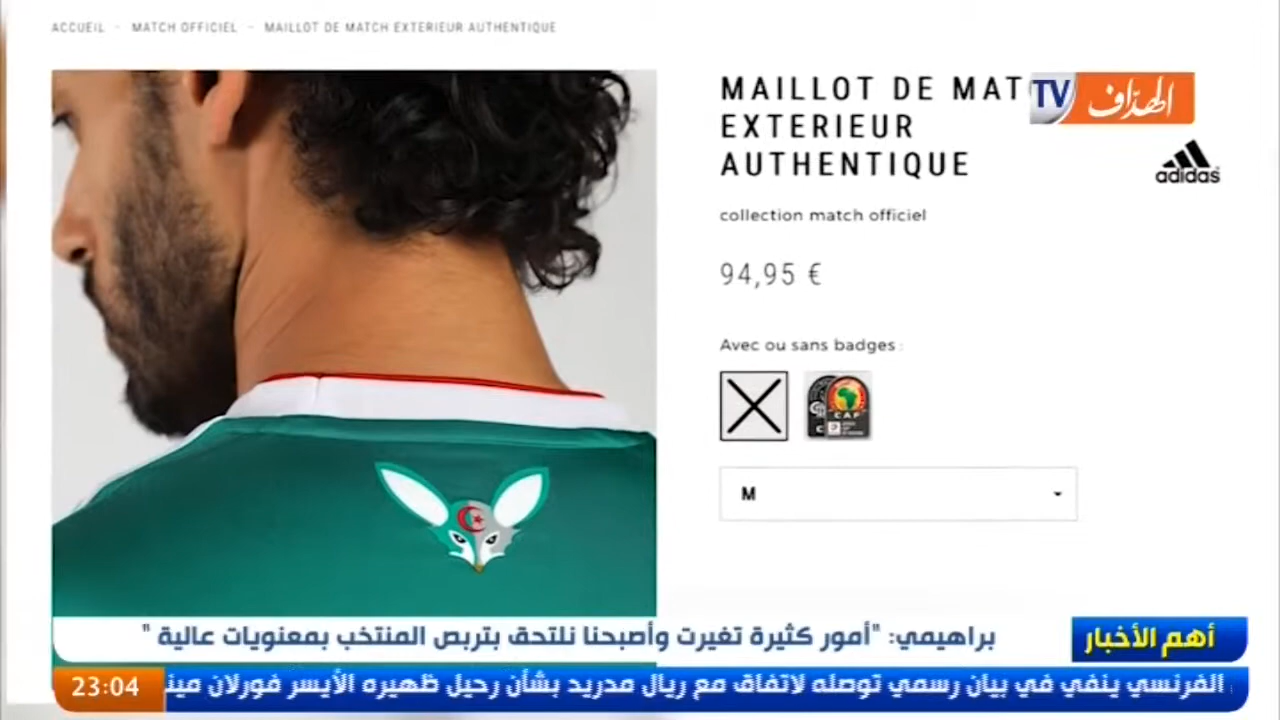 ACCUEIL - MATCH OFFICIEL - MAILLOT DE MATCH EXTERIEUR AUTHENTIQUE
MAILLOT DE MAT
EXTERIEUR
AUTHENTIQUE
TV الهدّاف
adidas
collection match officiel
94,95 €
Avec ou sans badges :
CAF
M
أهم الأخبار
براهيمي: "أمور كثيرة تغيرت وأصبحنا نلتحق بتربص المنتخب بمعنويات عالية "
الفرنسي ينفي في بيان رسمي توصله لاتفاق مع ريال مدريد بشأن رحيل ظهيره الأيسر فورلان مين
23:04